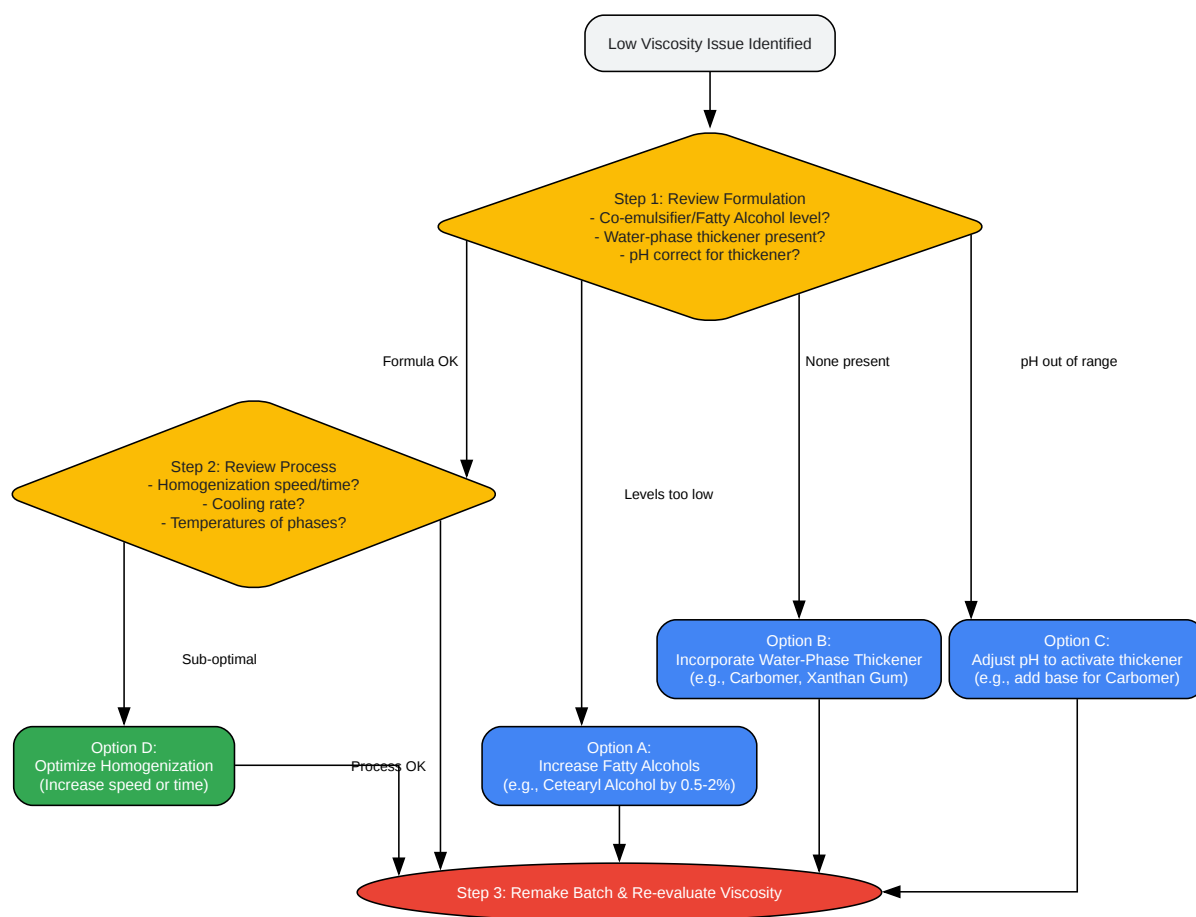 Low Viscosity Issue Identified
Step 1: Review Formulation
- Co-emulsifier/Fatty Alcohol level?
- Water-phase thickener present?
- pH correct for thickener?
Formula OK
None present
pH out of range
Step 2: Review Process
- Homogenization speed/time?
- Cooling rate?
- Temperatures of phases?
Levels too low
Sub-optimal
Option B:
Incorporate Water-Phase Thickener
(e.g., Carbomer, Xanthan Gum)
Option C:
Adjust pH to activate thickener
(e.g., add base for Carbomer)
Option D:
Optimize Homogenization
(Increase speed or time)
Process OK
Option A:
Increase Fatty Alcohols
(e.g., Cetearyl Alcohol by 0.5-2%)
Step 3: Remake Batch & Re-evaluate Viscosity